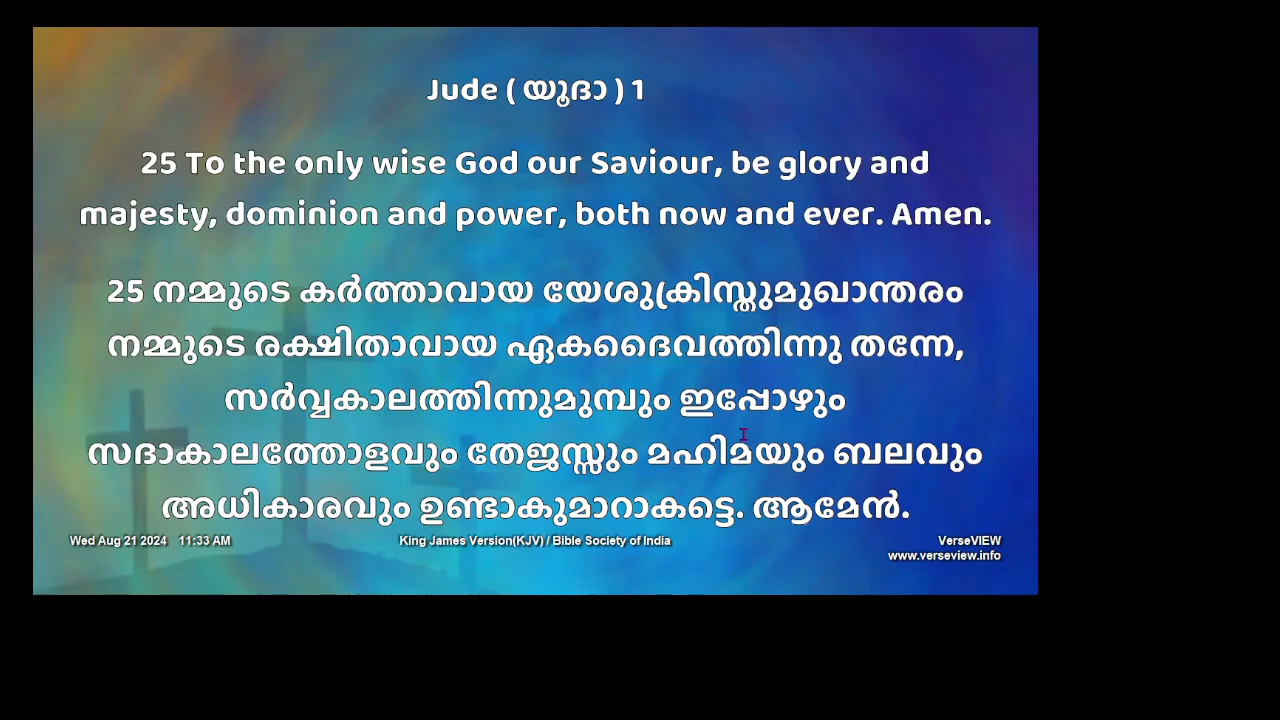 Jude ( യൂദാ ) 1
25 To the only wise God our Saviour, be glory and
majesty, dominion and power, both now and ever. Amen.
25 നമ്മുടെ കർത്താവായ യേശുക്രിസ്തുമുഖാന്തരം
നമ്മുടെ രക്ഷിതാവായ ഏകദൈവത്തിന്നു തന്നേ,
സർവ്വകാലത്തിന്നുമുമ്പും ഇപ്പോഴും
സദാകാലത്തോളവും തേജസ്സും മഹിമയും ബലവും
അധികാരവും ഉണ്ടാകുമാറാകട്ടെ. ആമേൻ.
Wed Aug 21 2024 11:33 AM
King James Version(KJV) / Bible Society of India
VerseVIEW
www.verseview.info